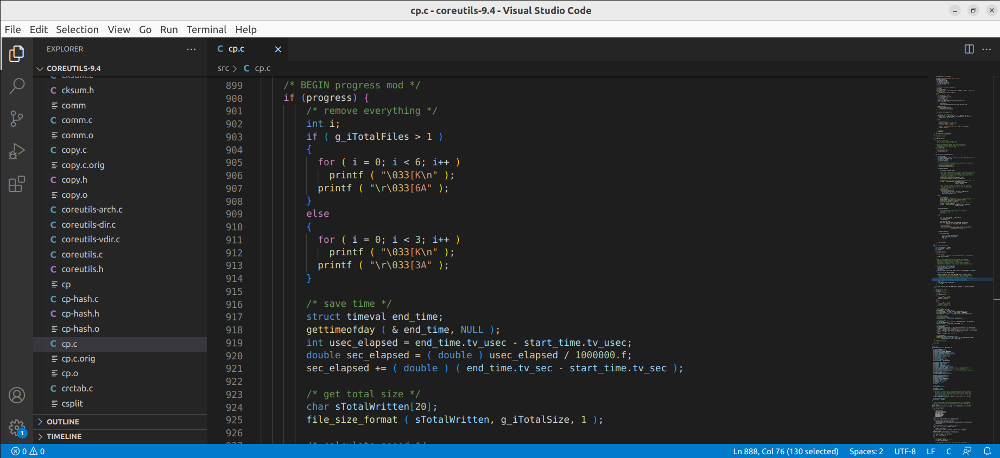 cp.c - coreutils-9.4 - Visual Studio Code
File Edit Selection View Go Run Terminal Help
EXPLORER
COREUTILS-9.4
cksum.c
cksum.h
comm
comm.c
comm.o
copy.c
copy.c.orig
copy.h
copy.o
coreutils-arch.c
coreutils-dir.c
coreutils-vdir.c
coreutils.c
coreutils.h
cp
cp-hash.c
cp-hash.h
cp-hash.o
cp.c
cp.c.orig
cp.o
crctab.c
csplit
OUTLINE
TIMELINE
C cp.c
src > C cp.c
899 /* BEGIN progress mod */
900 if (progress) {
901 /* remove everything */
902 int i;
903 if ( g_iTotalFiles > 1 )
904 {
905 for ( i = 0; i < 6; i++ )
906 printf ( "\033[K\n" );
907 printf ( "\r\033[6A" );
908 }
909 else
910 {
911 for ( i = 0; i < 3; i++ )
912 printf ( "\033[K\n" );
913 printf ( "\r\033[3A" );
914 }
915
916 /* save time */
917 struct timeval end_time;
918 gettimeofday ( & end_time, NULL );
919 int usec_elapsed = end_time.tv_usec - start_time.tv_usec;
920 double sec_elapsed = ( double ) usec_elapsed / 1000000.f;
921 sec_elapsed += ( double ) ( end_time.tv_sec - start_time.tv_sec );
922
923 /* get total size */
924 char sTotalWritten[20];
925 file_size_format ( sTotalWritten, g_iTotalSize, 1 );
926
927 /* calculate speed */
1
0 0
Ln 888, Col 76 (130 selected) Spaces: 2 UTF-8 LF C